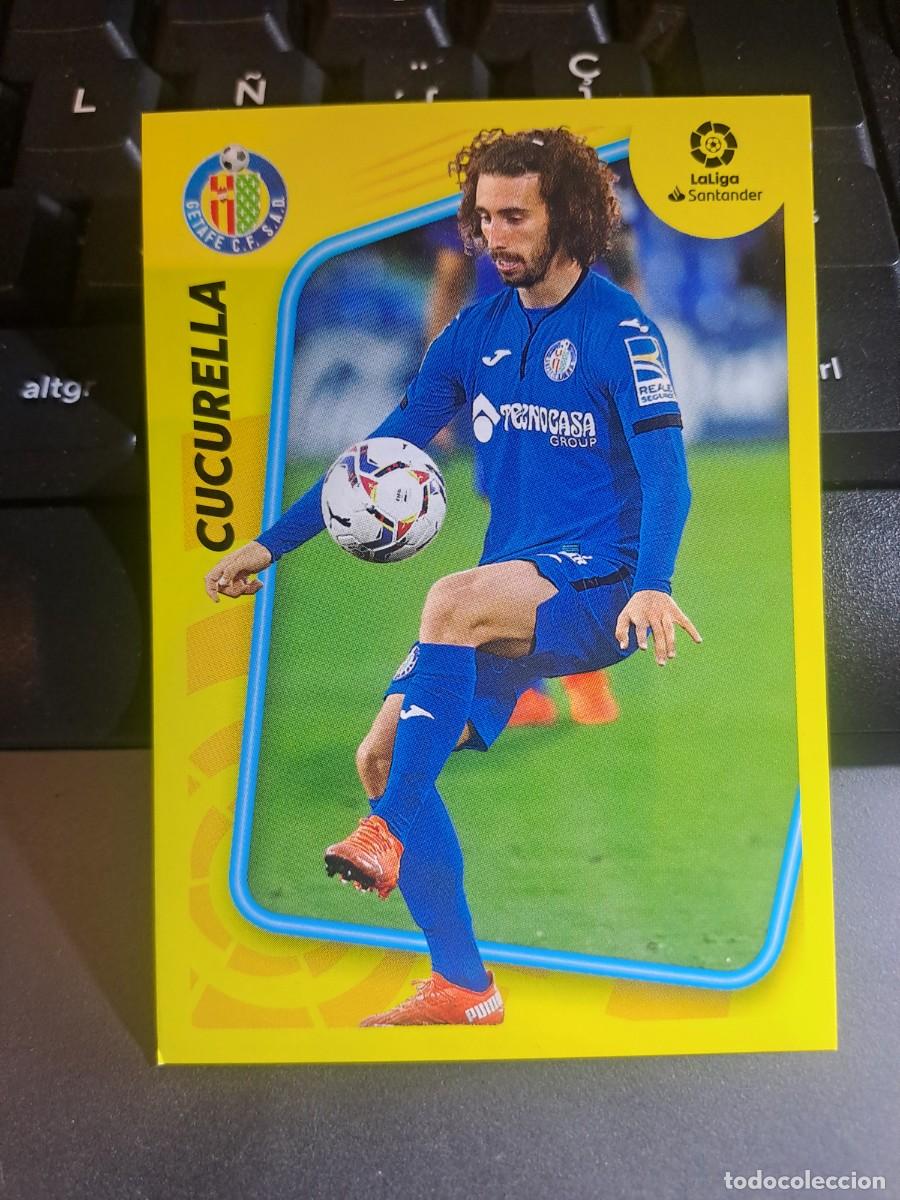 L Ñ ¨ Ç
GETAFE C.F. S.A.D.
LaLiga
Santander
CUCURELLA
altgr
rl
REALE
SEGUROS
TECNOCASA
GROUP
PUMA
todocoleccion